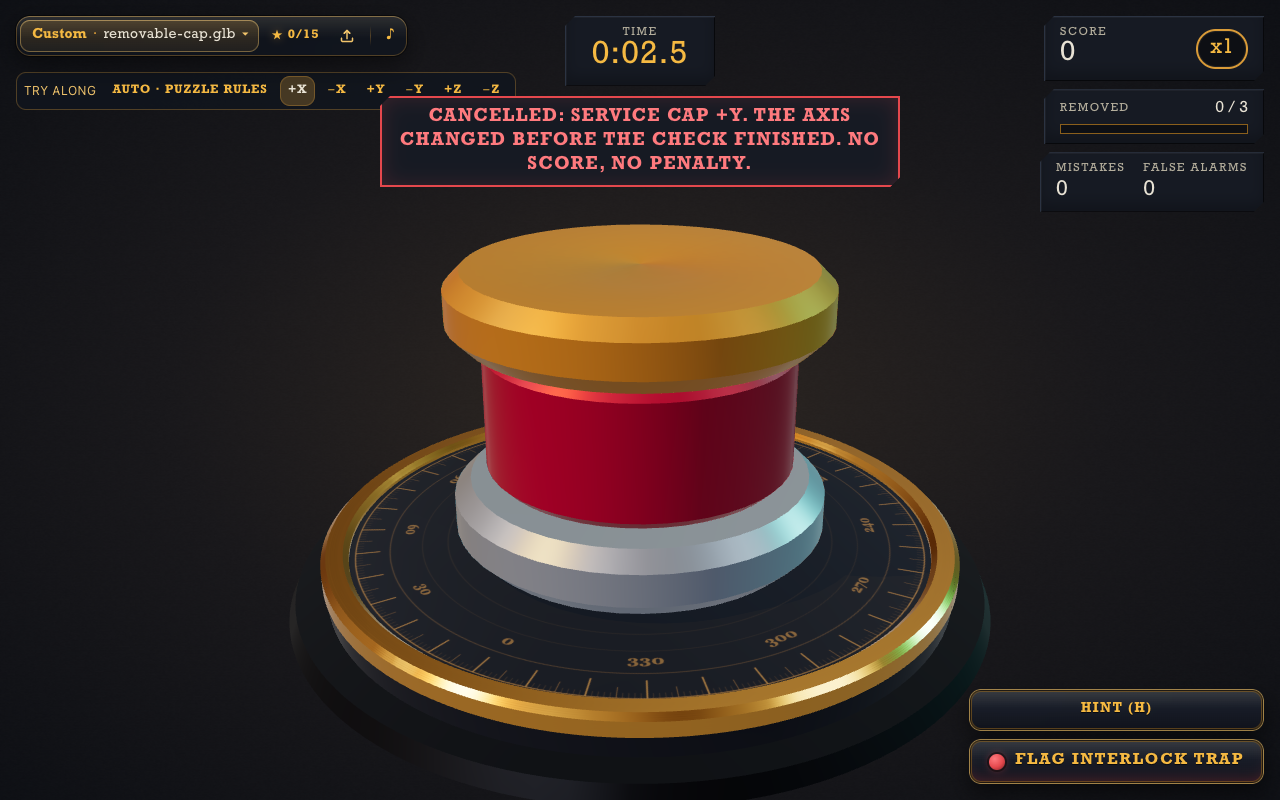 Custom · removable-cap.glb ★ 0/15 ♪
TIME
0:02.5
SCORE
0
x1
TRY ALONG AUTO · PUZZLE RULES +X −X +Y −Y +Z −Z
CANCELLED: SERVICE CAP +Y. THE AXIS
CHANGED BEFORE THE CHECK FINISHED. NO
SCORE, NO PENALTY.
REMOVED 0 / 3
MISTAKES FALSE ALARMS
0 0
60
30
0
330
300
270
240
HINT (H)
FLAG INTERLOCK TRAP